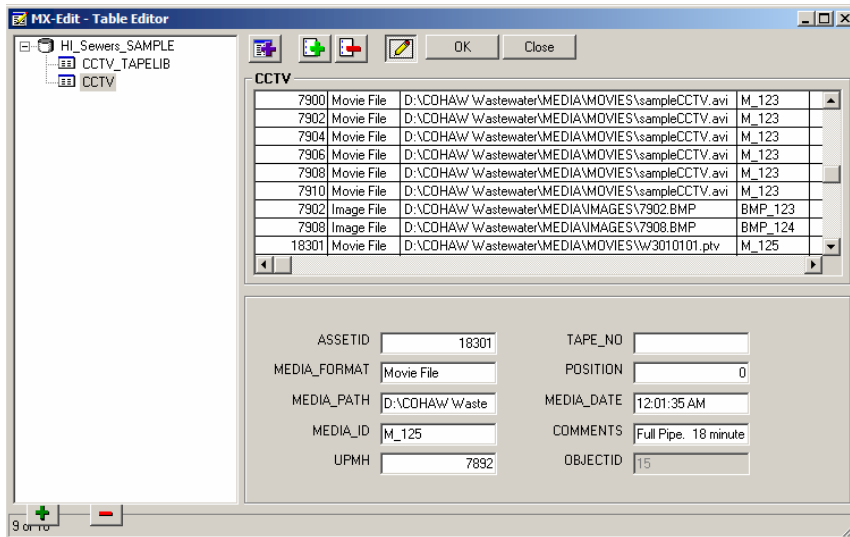 MX-Edit - Table Editor
HI_Sewers_SAMPLE
CCTV_TAPELIB
CCTV
OK Close
CCTV
7900 Movie File D:\COHAW Wastewater\MEDIA\MOVIES\sampleCCTV.avi M_123
7902 Movie File D:\COHAW Wastewater\MEDIA\MOVIES\sampleCCTV.avi M_123
7904 Movie File D:\COHAW Wastewater\MEDIA\MOVIES\sampleCCTV.avi M_123
7906 Movie File D:\COHAW Wastewater\MEDIA\MOVIES\sampleCCTV.avi M_123
7908 Movie File D:\COHAW Wastewater\MEDIA\MOVIES\sampleCCTV.avi M_123
7910 Movie File D:\COHAW Wastewater\MEDIA\MOVIES\sampleCCTV.avi M_123
7902 Image File D:\COHAW Wastewater\MEDIA\IMAGES\7902.BMP BMP_123
7908 Image File D:\COHAW Wastewater\MEDIA\IMAGES\7908.BMP BMP_124
18301 Movie File D:\COHAW Wastewater\MEDIA\MOVIES\W3010101.ptv M_125
ASSETID 18301 TAPE_NO
MEDIA_FORMAT Movie File POSITION 0
MEDIA_PATH D:\COHAW Waste MEDIA_DATE 12:01:35 AM
MEDIA_ID M_125 COMMENTS Full Pipe. 18 minute
UPMH 7892 OBJECTID 15
9